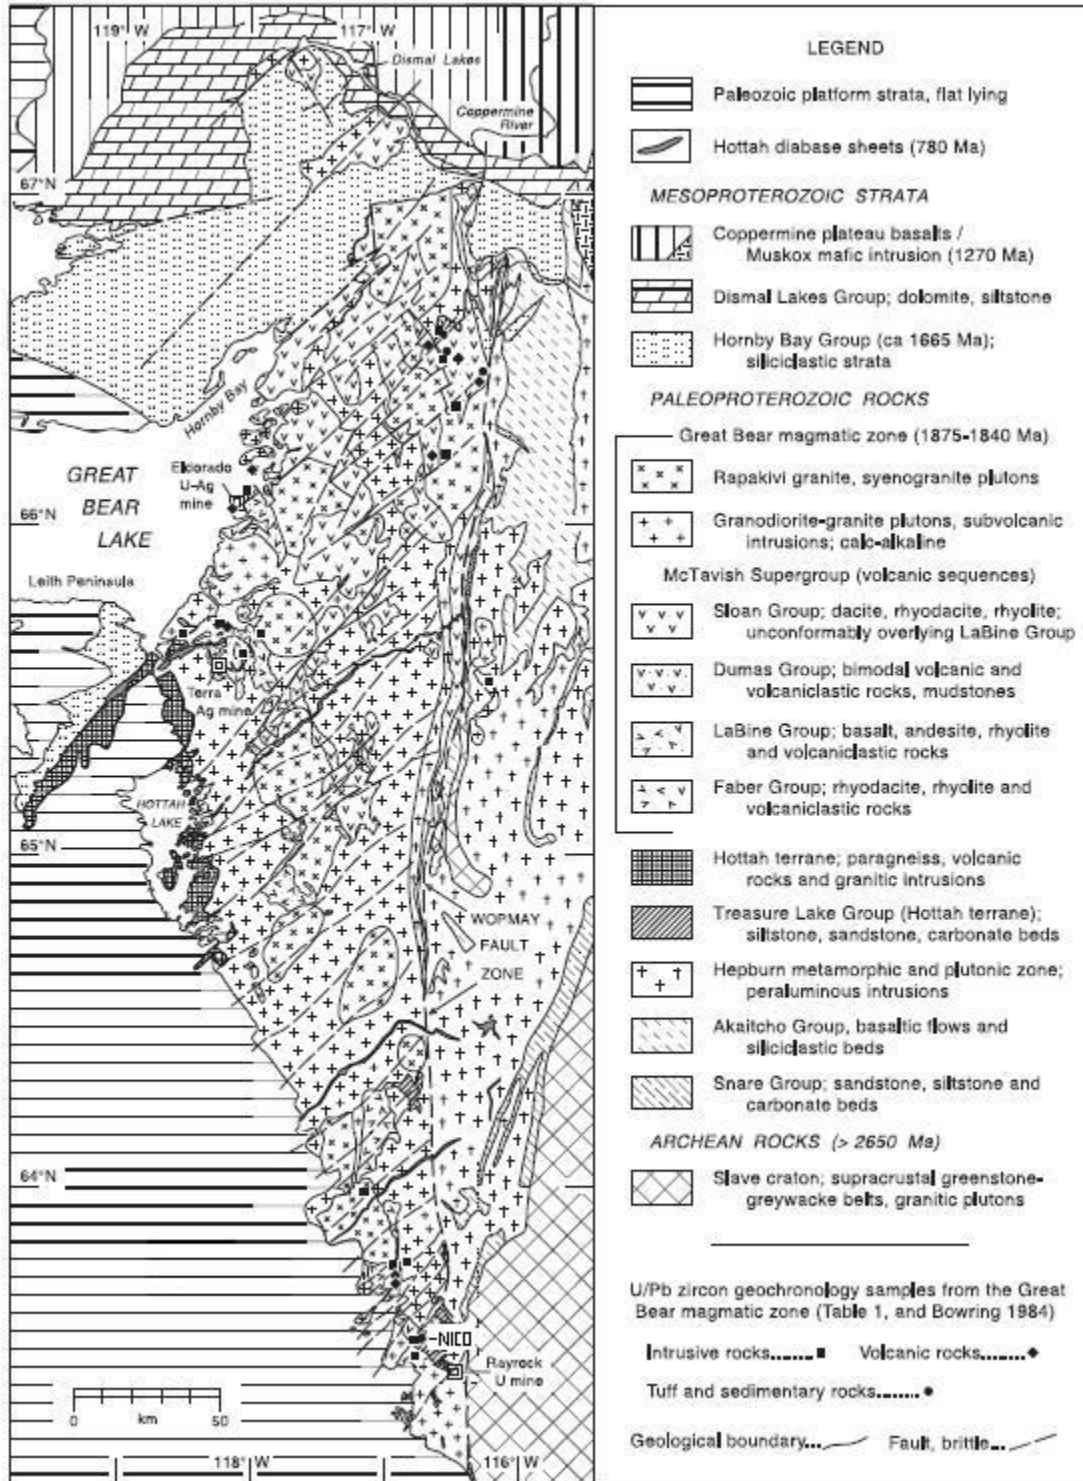 119° W
117° W
Dismal Lakes
Coppermine
River
67°N
Hornby Bay
GREAT
BEAR
LAKE
Eldorado
U-Ag
mine
66°N
Leith Peninsula
Terra
Ag mine
HOTTAH
LAKE
65°N
WOPMAY
FAULT
ZONE
64°N
-NICO
Rayrock
U mine
0 50
km
118° W
116° W
LEGEND
Paleozoic platform strata, flat lying
Hottah diabase sheets (780 Ma)
MESOPROTEROZOIC STRATA
Coppermine plateau basalts /
Muskox mafic intrusion (1270 Ma)
Dismal Lakes Group; dolomite, siltstone
Hornby Bay Group (ca 1665 Ma);
siliciclastic strata
PALEOPROTEROZOIC ROCKS
Great Bear magmatic zone (1875-1840 Ma)
Rapakivi granite, syenogranite plutons
Granodiorite-granite plutons, subvolcanic
intrusions; calc-alkaline
McTavish Supergroup (volcanic sequences)
Sloan Group; dacite, rhyodacite, rhyolite;
unconformably overlying LaBine Group
Dumas Group; bimodal volcanic and
volcaniclastic rocks, mudstones
LaBine Group; basalt, andesite, rhyolite
and volcaniclastic rocks
Faber Group; rhyodacite, rhyolite and
volcaniclastic rocks
Hottah terrane; paragneiss, volcanic
rocks and granitic intrusions
Treasure Lake Group (Hottah terrane);
siltstone, sandstone, carbonate beds
Hepburn metamorphic and plutonic zone;
peraluminous intrusions
Akaitcho Group, basaltic flows and
siliciclastic beds
Snare Group; sandstone, siltstone and
carbonate beds
ARCHEAN ROCKS (> 2650 Ma)
Slave craton; supracrustal greenstone-
greywacke belts, granitic plutons
U/Pb zircon geochronology samples from the Great
Bear magmatic zone (Table 1, and Bowring 1984)
Intrusive rocks....... ■ Volcanic rocks....... ◆
Tuff and sedimentary rocks....... ●
Geological boundary... Fault, brittle...